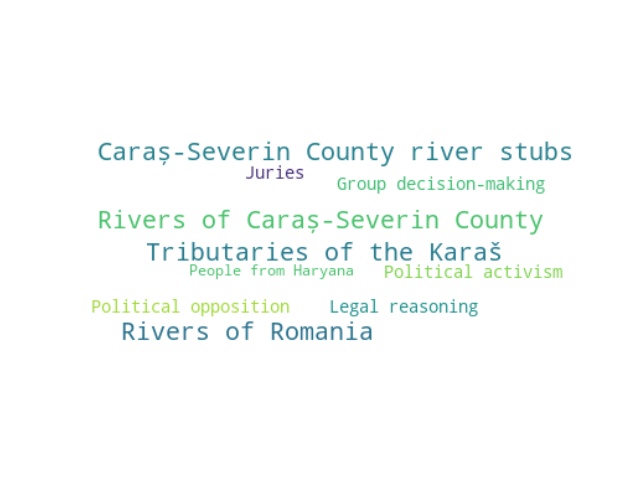 Caraș-Severin County river stubs
Juries
Group decision-making
Rivers of Caraș-Severin County
Tributaries of the Karaš
People from Haryana
Political activism
Political opposition
Legal reasoning
Rivers of Romania